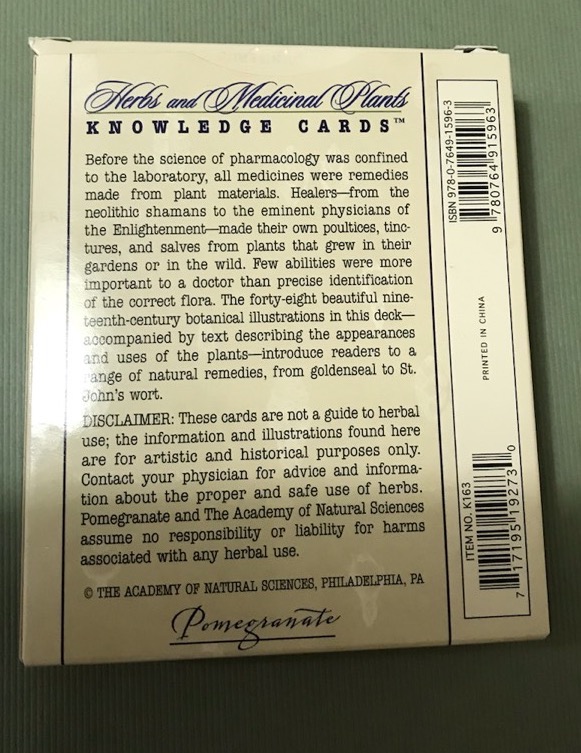 Herbs and Medicinal Plants
KNOWLEDGE CARDS™
Before the science of pharmacology was confined
to the laboratory, all medicines were remedies
made from plant materials. Healers—from the
neolithic shamans to the eminent physicians of
the Enlightenment—made their own poultices, tinc-
tures, and salves from plants that grew in their
gardens or in the wild. Few abilities were more
important to a doctor than precise identification
of the correct flora. The forty-eight beautiful nine-
teenth-century botanical illustrations in this deck—
accompanied by text describing the appearances
and uses of the plants—introduce readers to a
range of natural remedies, from goldenseal to St.
John's wort.
DISCLAIMER: These cards are not a guide to herbal
use; the information and illustrations found here
are for artistic and historical purposes only.
Contact your physician for advice and informa-
tion about the proper and safe use of herbs.
Pomegranate and The Academy of Natural Sciences
assume no responsibility or liability for harms
associated with any herbal use.
© THE ACADEMY OF NATURAL SCIENCES, PHILADELPHIA, PA
Pomegranate
ISBN 978-0-7649-1596-3
9 780764 915963
PRINTED IN CHINA
ITEM NO. K163
7 17195 19273 0